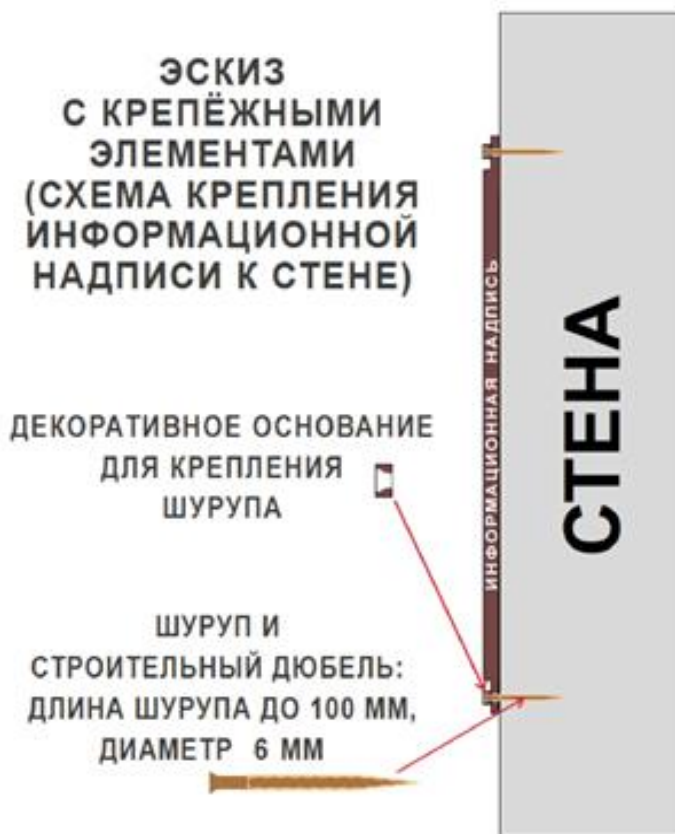 ЭСКИЗ
С КРЕПЁЖНЫМИ
ЭЛЕМЕНТАМИ
(СХЕМА КРЕПЛЕНИЯ
ИНФОРМАЦИОННОЙ
НАДПИСИ К СТЕНЕ)
ДЕКОРАТИВНОЕ ОСНОВАНИЕ
ДЛЯ КРЕПЛЕНИЯ
ШУРУПА
ШУРУП И
СТРОИТЕЛЬНЫЙ ДЮБЕЛЬ:
ДЛИНА ШУРУПА ДО 100 ММ,
ДИАМЕТР 6 ММ
ИНФОРМАЦИОННАЯ НАДПИСЬ
СТЕНА